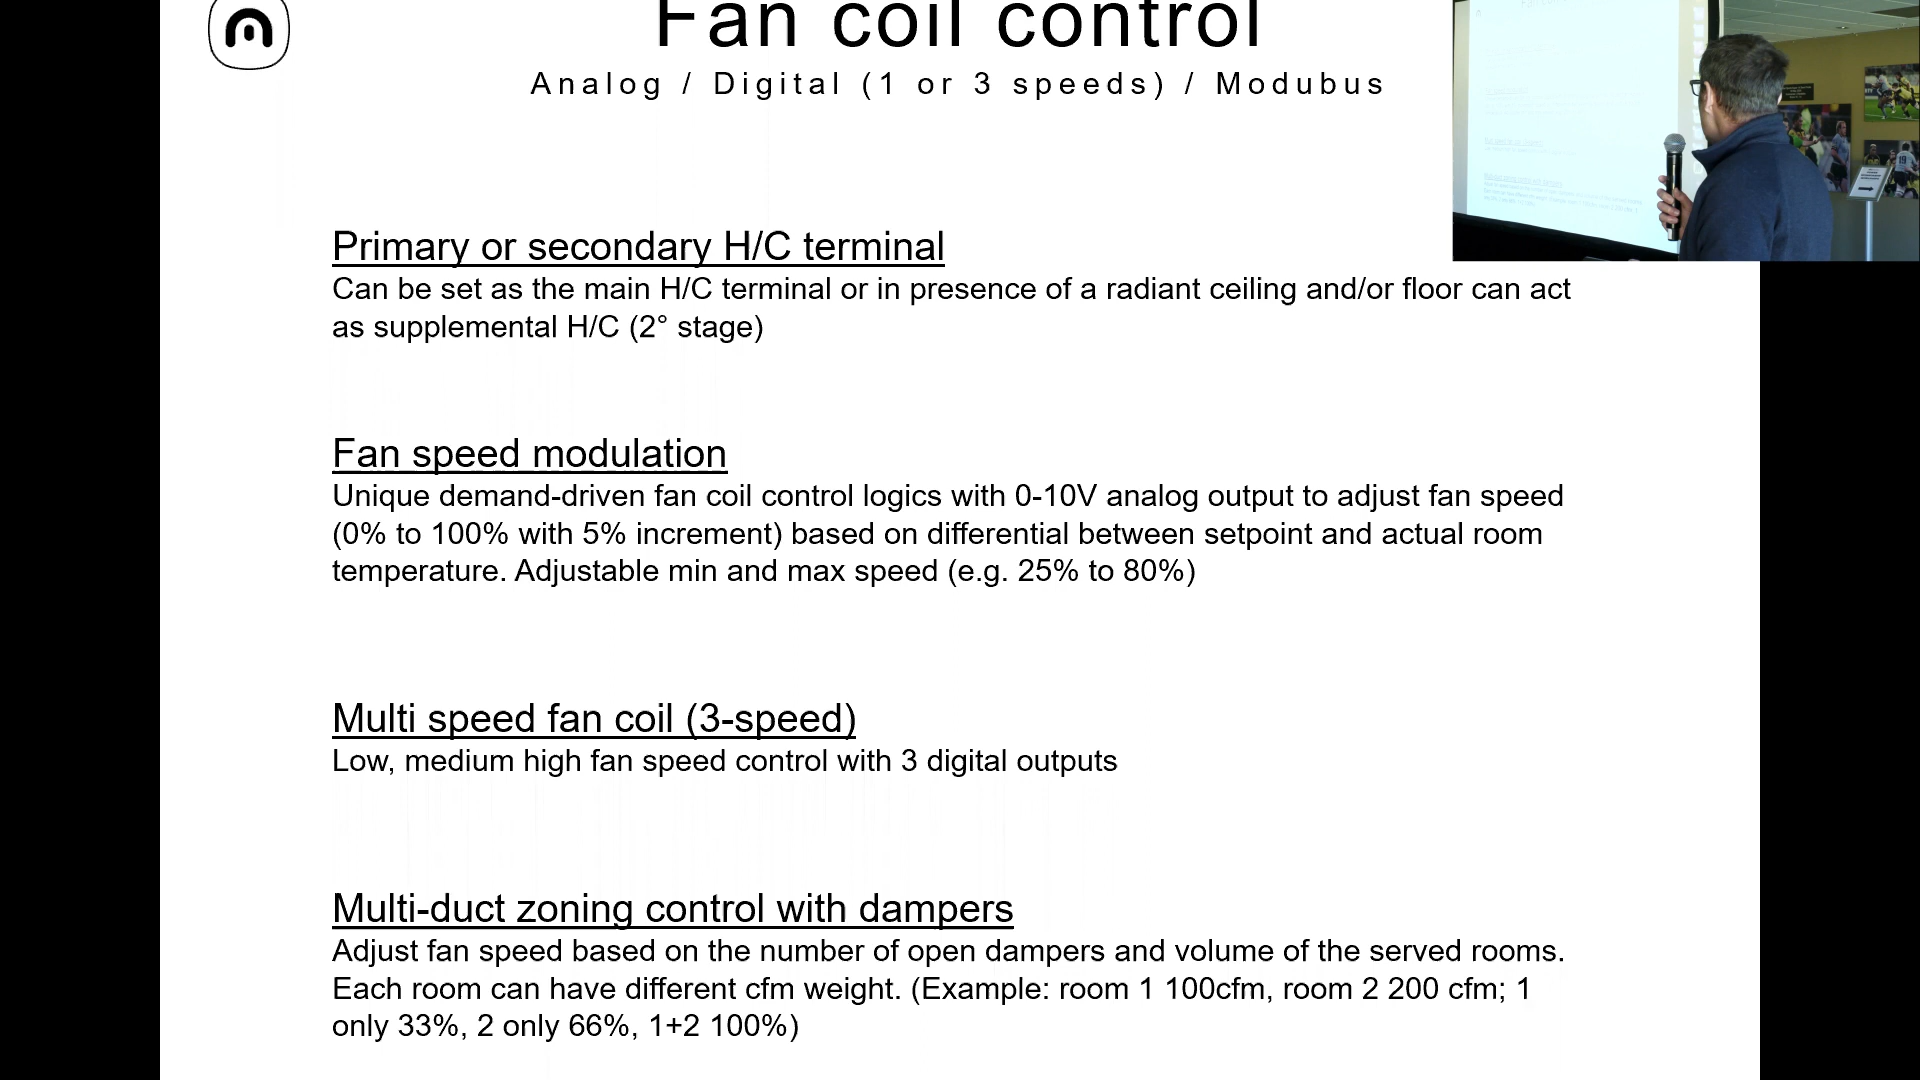 Fan coil control
Analog / Digital (1 or 3 speeds) / Modubus
Primary or secondary H/C terminal
Can be set as the main H/C terminal or in presence of a radiant ceiling and/or floor can act
as supplemental H/C (2° stage)
Fan speed modulation
Unique demand-driven fan coil control logics with 0-10V analog output to adjust fan speed
(0% to 100% with 5% increment) based on differential between setpoint and actual room
temperature. Adjustable min and max speed (e.g. 25% to 80%)
Multi speed fan coil (3-speed)
Low, medium high fan speed control with 3 digital outputs
Multi-duct zoning control with dampers
Adjust fan speed based on the number of open dampers and volume of the served rooms.
Each room can have different cfm weight. (Example: room 1 100cfm, room 2 200 cfm; 1
only 33%, 2 only 66%, 1+2 100%)